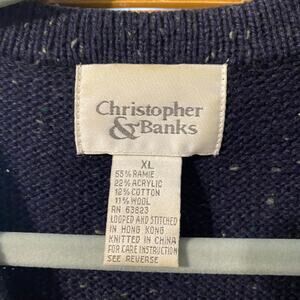 Christopher
& Banks
XL
55% RAMIE
22% ACRYLIC
12% COTTON
11% WOOL
RN 63823
LOOPED AND STITCHED
IN HONG KONG
KNITTED IN CHINA
FOR CARE INSTRUCTION
SEE REVERSE